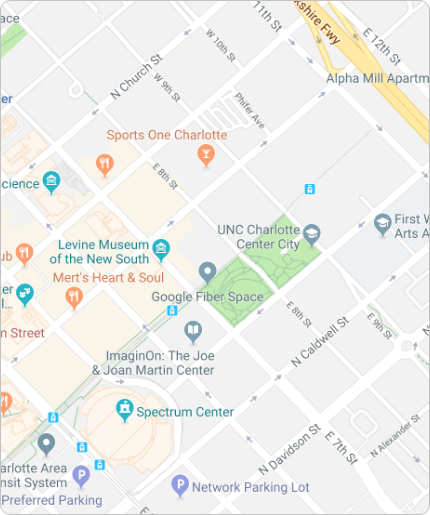 ace
11th St
kshire Fwy
E 12th St
W 10th St
N Church St
Alpha Mill Apartm
W 9th St
er
Phifer Ave
Sports One Charlotte
cience
E 8th St
UNC Charlotte
Center City
First W
Arts A
Levine Museum
of the New South
ub
Mert's Heart & Soul
Google Fiber Space
ter
l...
E 8th St
E 9th St
n Street
N Caldwell St
ImaginOn: The Joe
& Joan Martin Center
Spectrum Center
N Alexander St
E 7th St
N Davidson St
arlotte Area
nsit System
Preferred Parking
Network Parking Lot